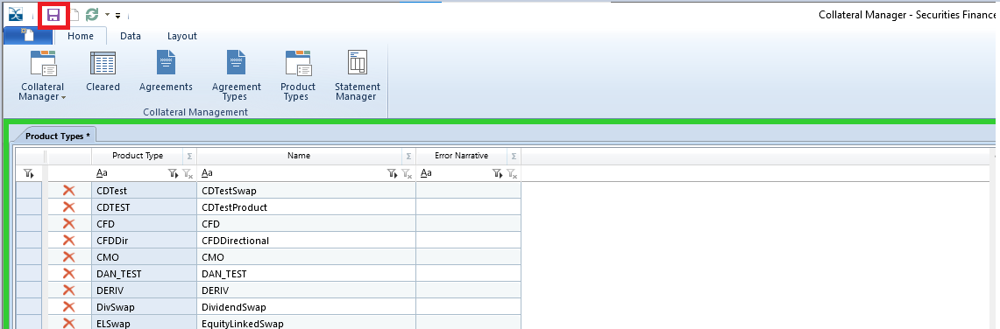 Collateral Manager - Securities Finance
Home Data Layout
Collateral Manager Cleared Agreements Agreement Types Product Types Statement Manager
Collateral Management
Product Types *
Product Type Σ Name Σ Error Narrative Σ
Aa Aa Aa
CDTest CDTestSwap
CDTEST CDTestProduct
CFD CFD
CFDDir CFDDirectional
CMO CMO
DAN_TEST DAN_TEST
DERIV DERIV
DivSwap DividendSwap
ELSwap EquityLinkedSwap